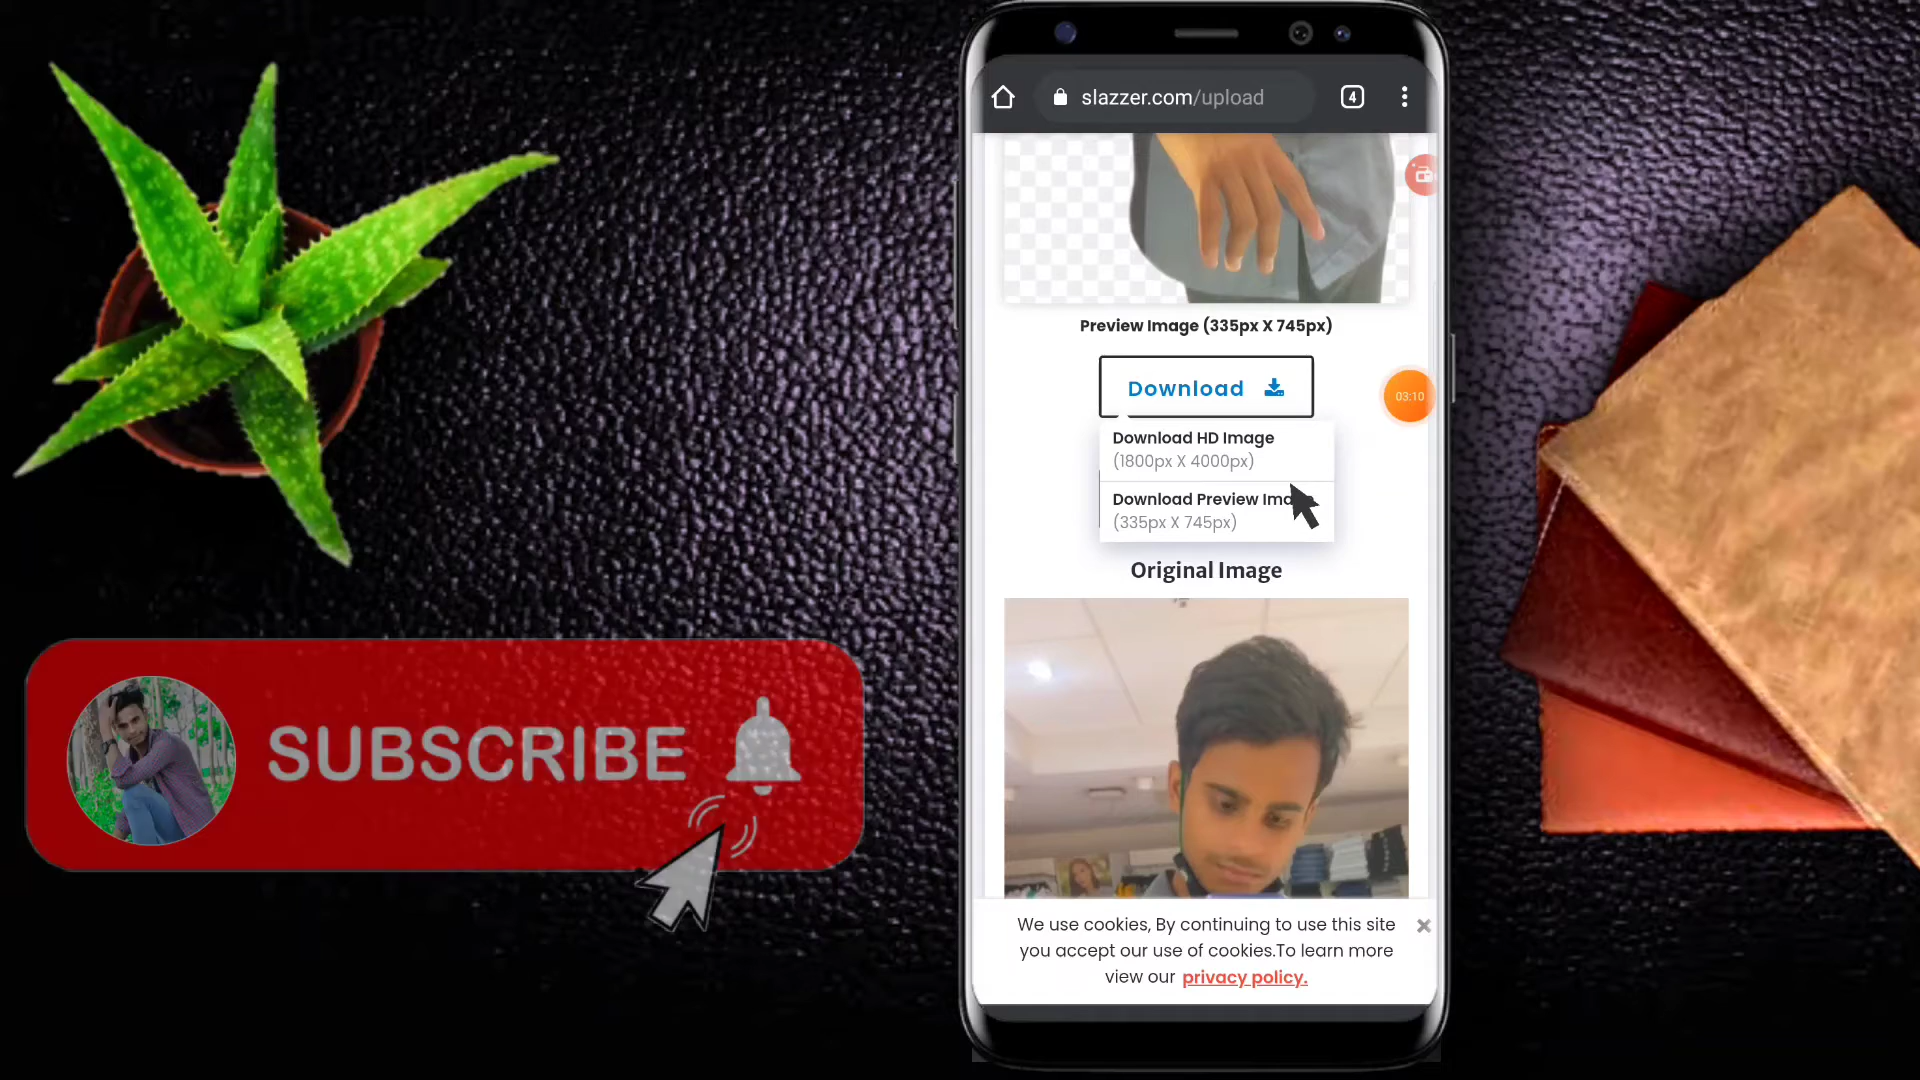 slazzer.com/upload
4
Preview Image (335px X 745px)
Download
03:10
Download HD Image
(1800px X 4000px)
Download Preview
(335px X 745px)
Original Image
SUBSCRIBE
We use cookies, By continuing to use this site
you accept our use of cookies.To learn more
view our privacy policy.